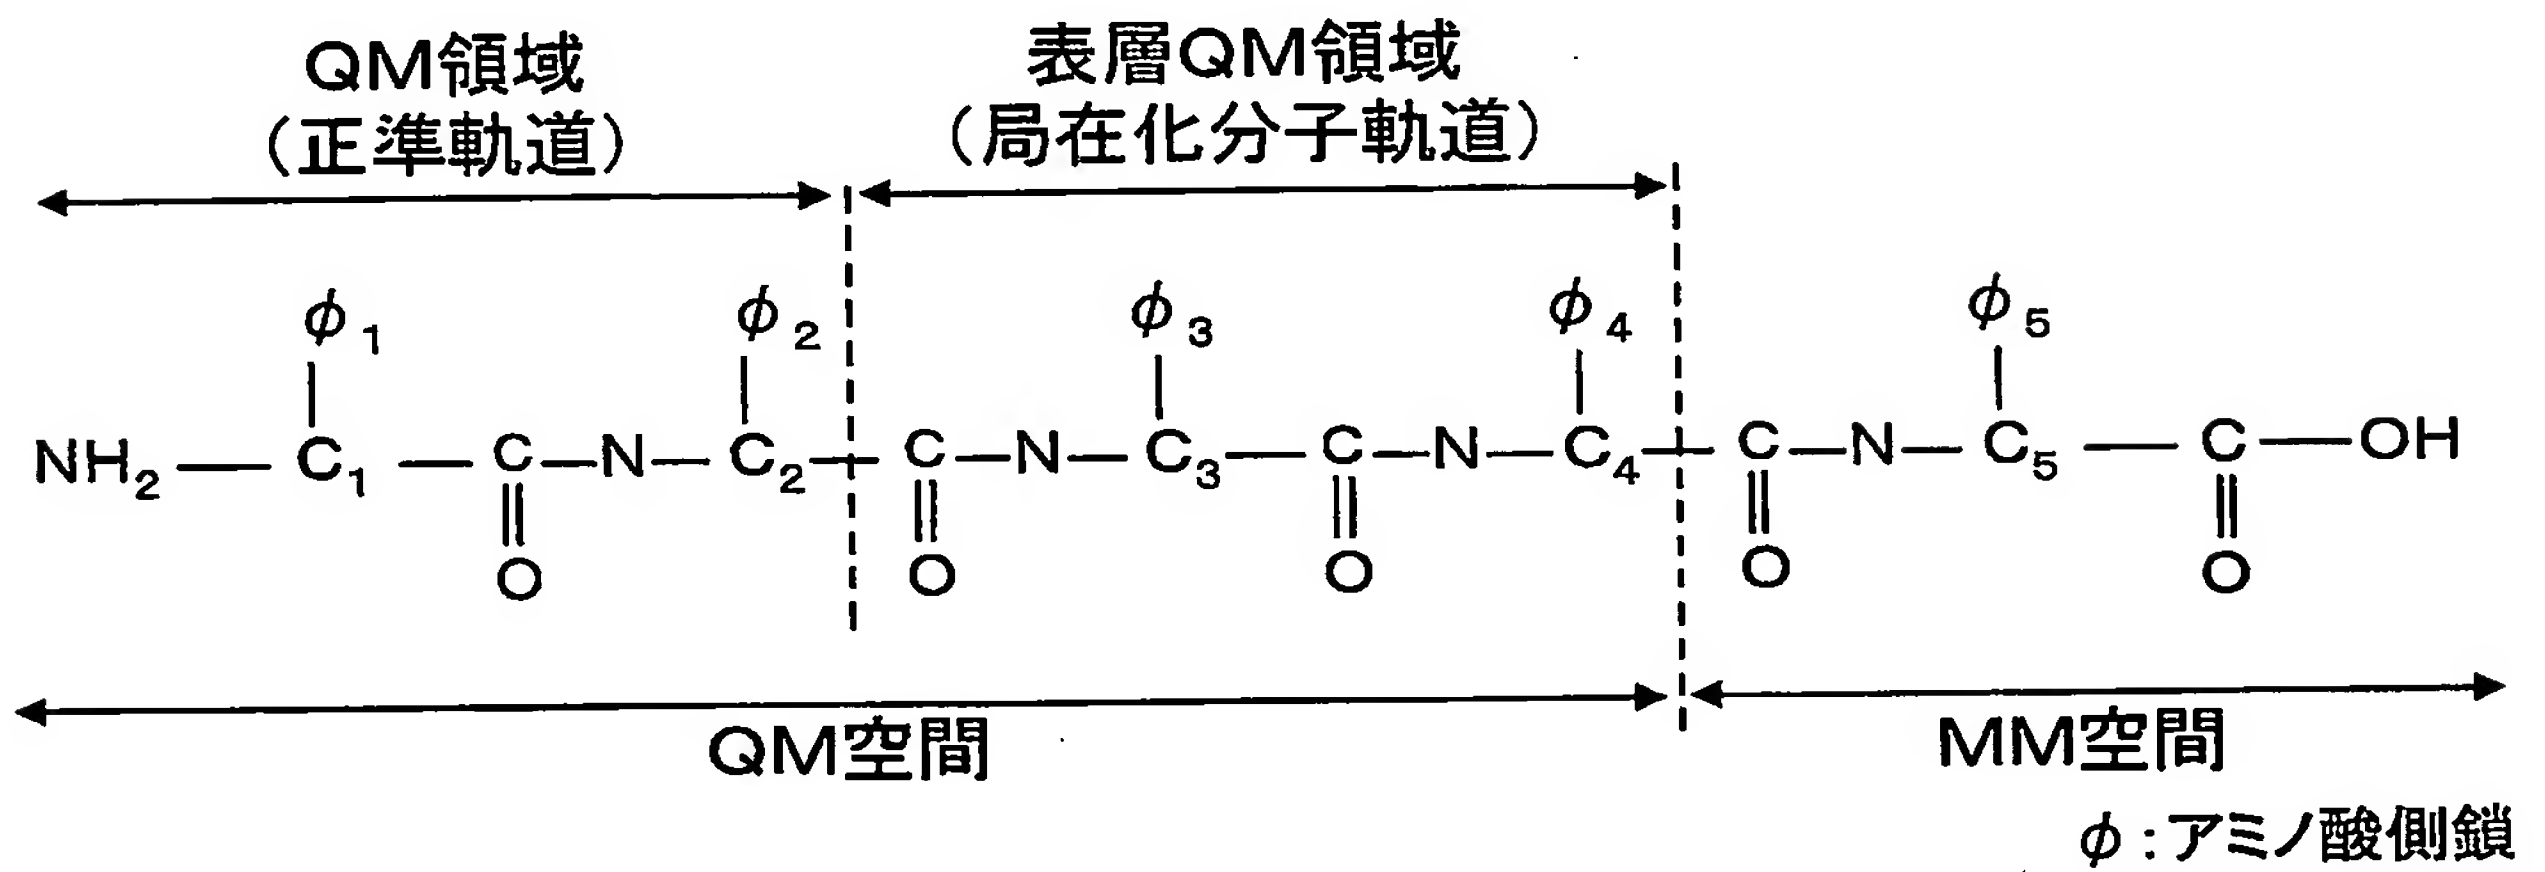 QM領域
(正準軌道)
表層QM領域
(局在化分子軌道)
φ1 φ2 φ3 φ4 φ5
NH2 C1 C N C2 C N C3 C N C4 C N C5 C OH
O O O O O
QM空間
MM空間
φ:アミノ酸側鎖